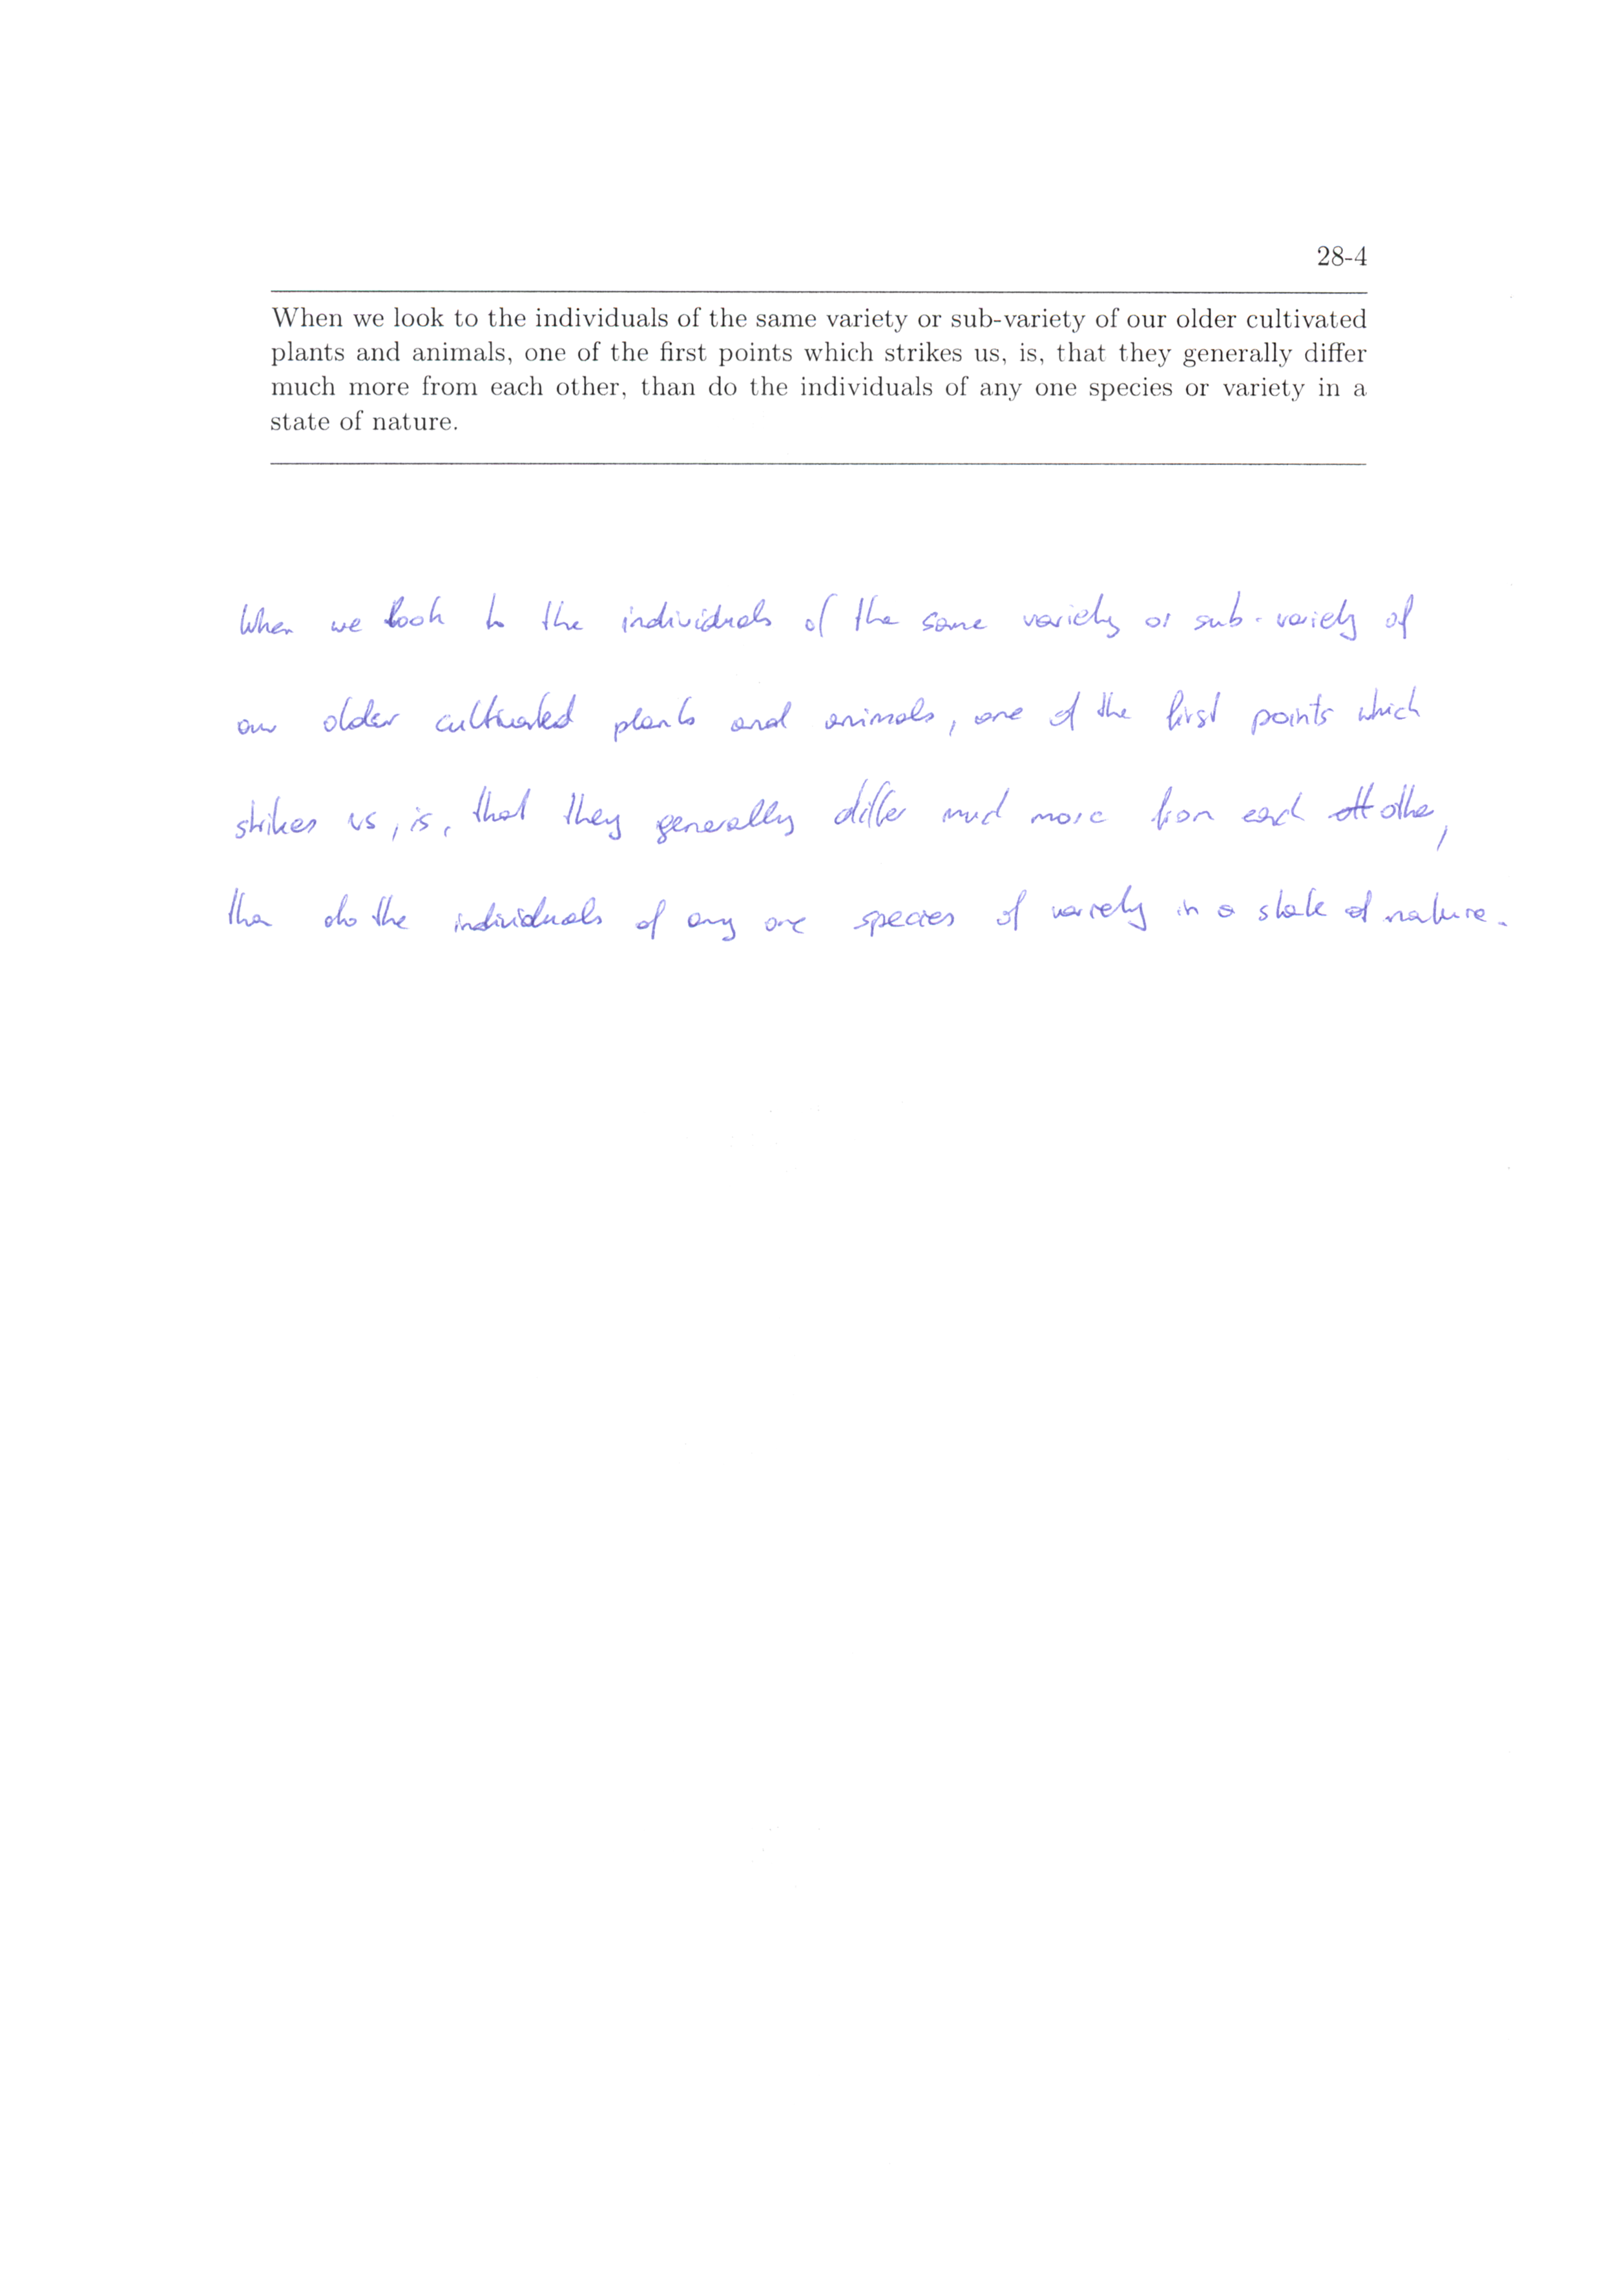 28-4
When we look to the individuals of the same variety or sub-variety of our older cultivated
plants and animals, one of the first points which strikes us, is, that they generally differ
much more from each other, than do the individuals of any one species or variety in a
state of nature.
When we look to the individuals of the same variety or sub-variety of
our older cultivated plants and animals, one of the first points which
strikes us, is, that they generally differ much more from each other,
than do the individuals of any one species of variety in a state of nature.